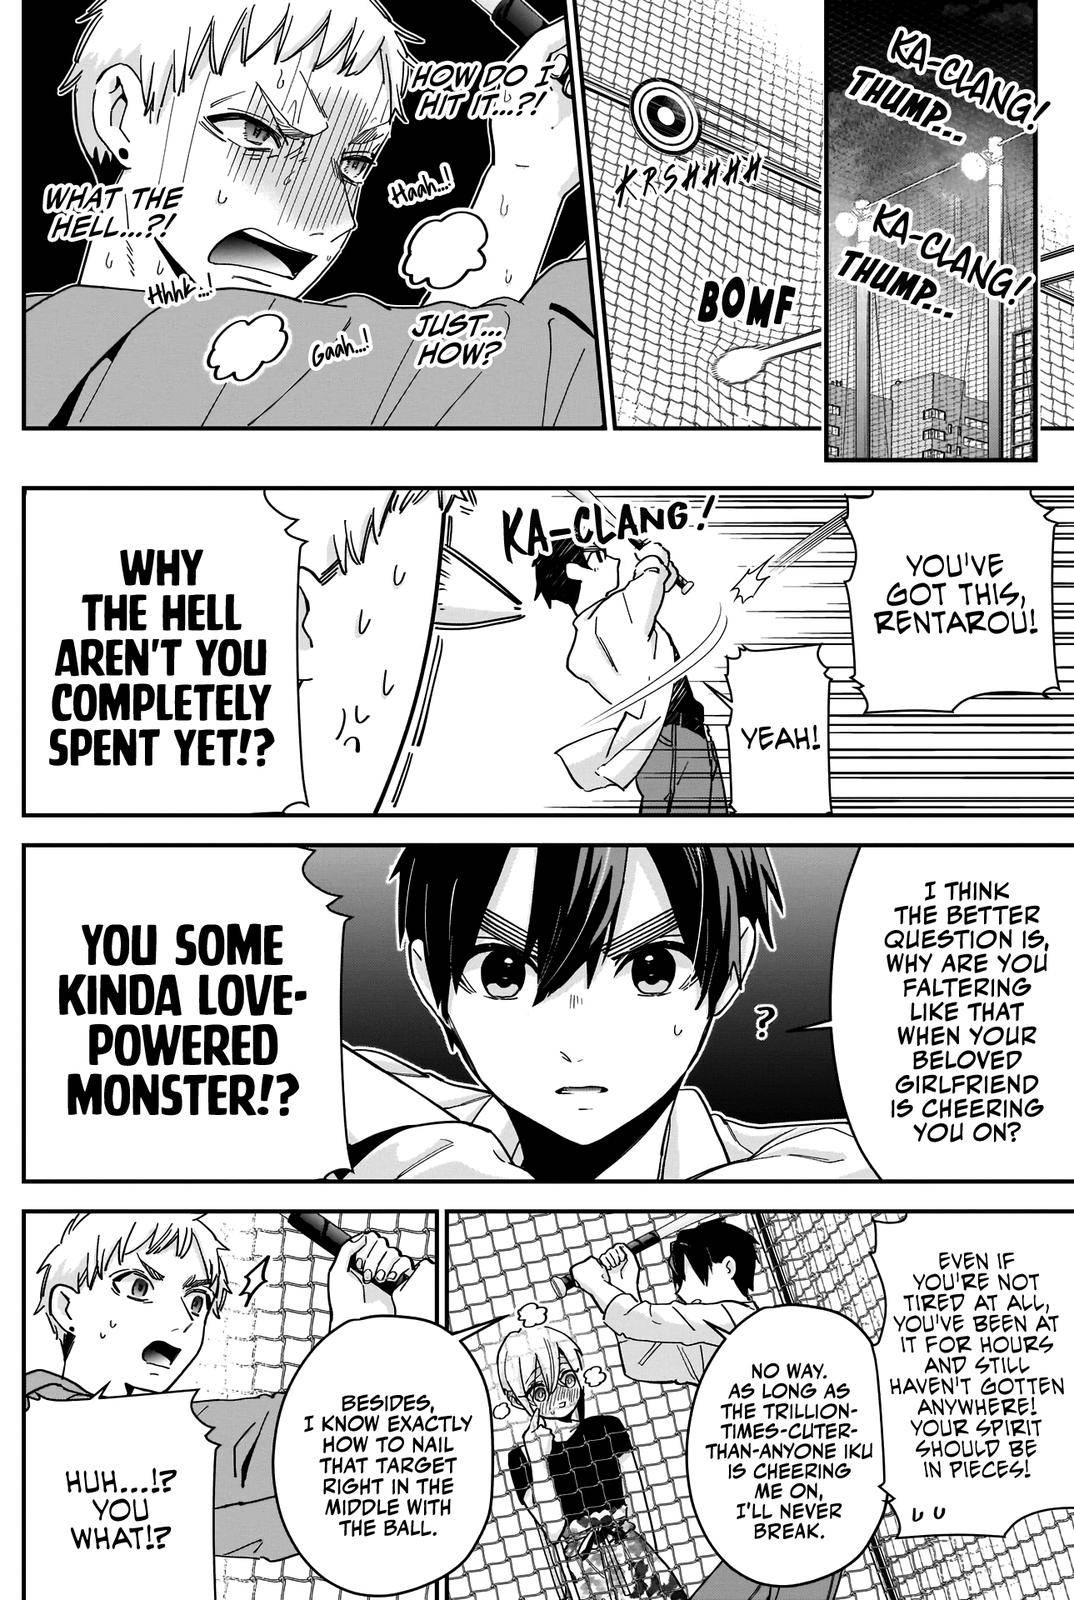 KA-CLANG!
THUMP...
KA-CLANG!
THUMP...
KRSHHHH
BOMF
HOW DO I
HIT IT...?!
Haah...!
WHAT THE
HELL...?!
Hhhk...!
JUST...
HOW?
Gaah...!
YOU'VE
GOT THIS,
RENTAROU!
YEAH!
KA-CLANG!
WHY
THE HELL
AREN'T YOU
COMPLETELY
SPENT YET!?
I THINK
THE BETTER
QUESTION IS,
WHY ARE YOU
FALTERING
LIKE THAT
WHEN YOUR
BELOVED
GIRLFRIEND
IS CHEERING
YOU ON?
?
YOU SOME
KINDA LOVE-
POWERED
MONSTER!?
EVEN IF
YOU'RE NOT
TIRED AT ALL,
YOU'VE BEEN AT
IT FOR HOURS
AND STILL
HAVEN'T GOTTEN
ANYWHERE!
YOUR SPIRIT
SHOULD BE
IN PIECES!
NO WAY.
AS LONG AS
THE TRILLION-
TIMES-CUTER-
THAN-ANYONE IKU
IS CHEERING
ME ON,
I'LL NEVER
BREAK.
BESIDES,
I KNOW EXACTLY
HOW TO NAIL
THAT TARGET
RIGHT IN THE
MIDDLE WITH
THE BALL.
HUH...!?
YOU
WHAT!?